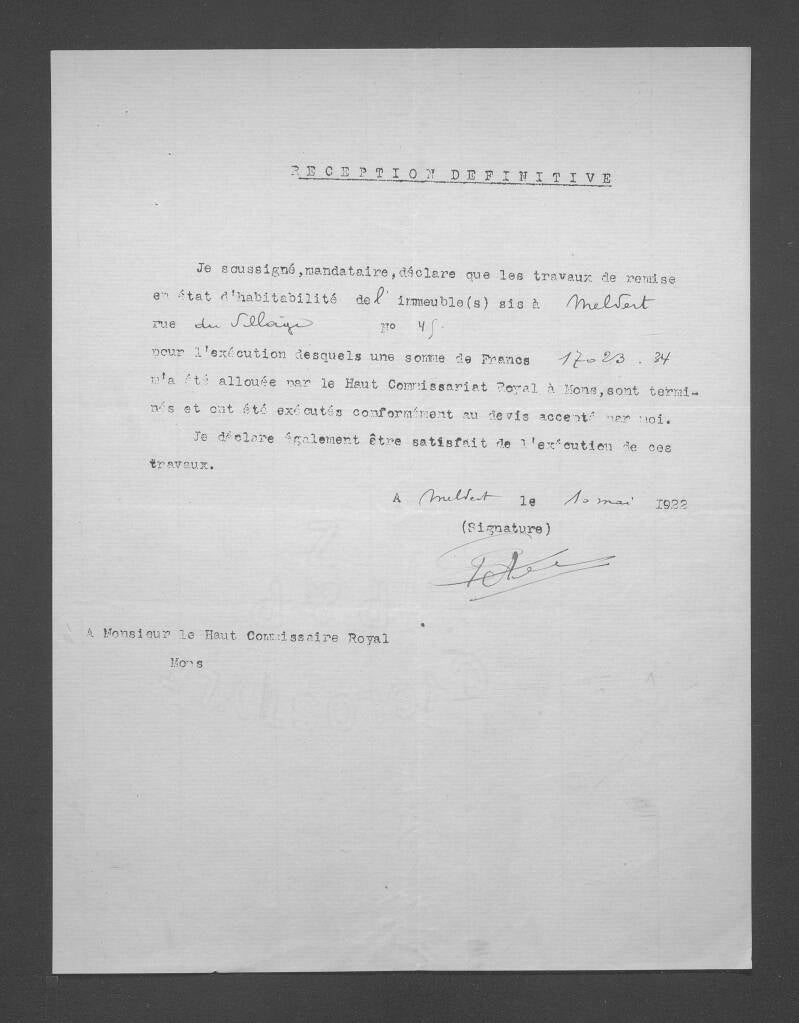 RECEPTION DEFINITIVE
Je soussigné,mandataire,déclare que les travaux de remise
en état d'habitabilité de l' immeuble(s) sis à Meldert
rue du Village No 45.
pour l'exécution desquels une somme de Francs 17023.34
m'a été allouée par le Haut Commissariat Royal à Mons,sont termi-
nés et ont été exécutés conformément au devis accepté par moi.
Je déclare également être satisfait de l'exécution de ces
travaux.
A Meldert le 10 mai 1922
(Signature)
A Monsieur le Haut Commissaire Royal
Mons